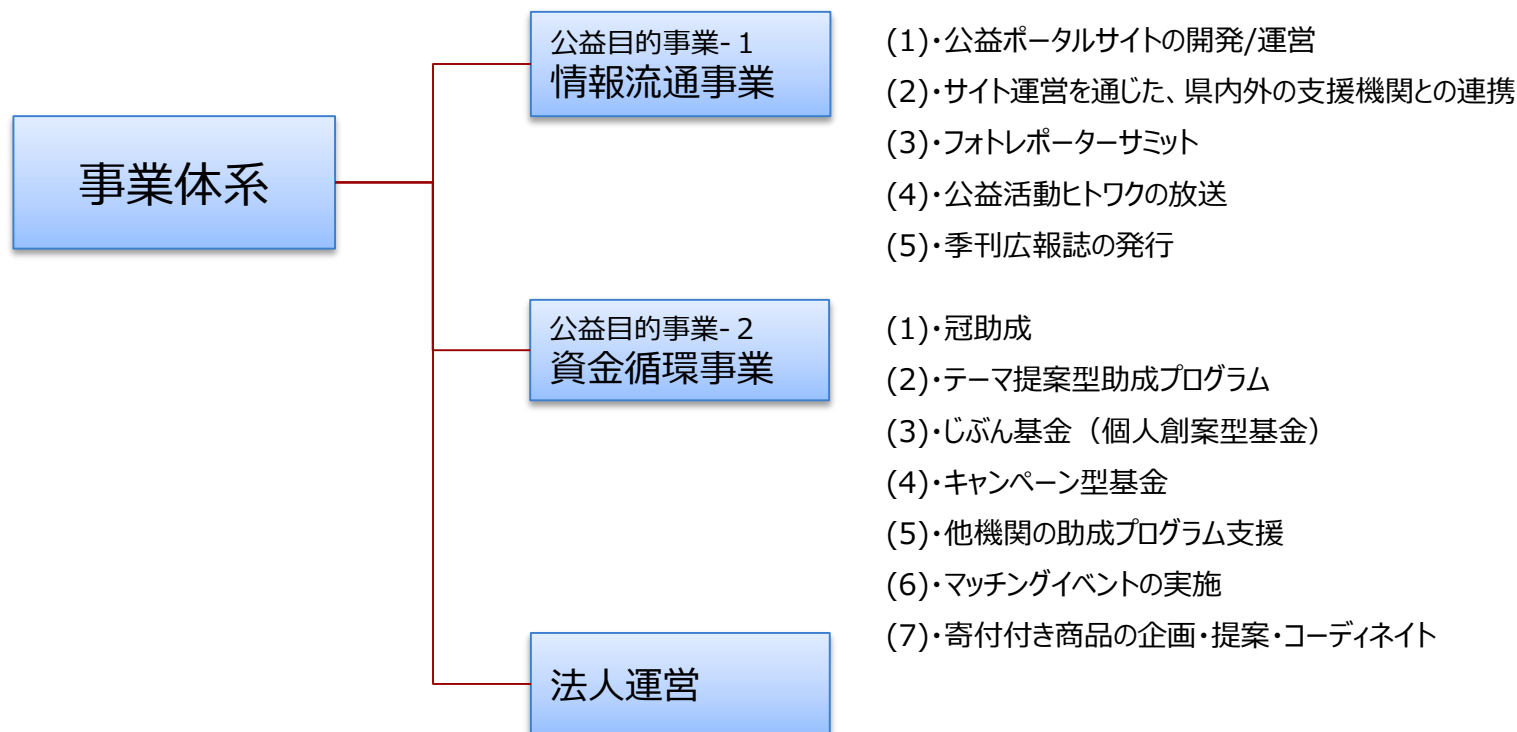 事業体系
公益目的事業-１
情報流通事業
(1)・公益ポータルサイトの開発/運営
(2)・サイト運営を通じた、県内外の支援機関との連携
(3)・フォトレポーターサミット
(4)・公益活動ヒトワクの放送
(5)・季刊広報誌の発行
公益目的事業-２
資金循環事業
(1)・冠助成
(2)・テーマ提案型助成プログラム
(3)・じぶん基金（個人創案型基金）
(4)・キャンペーン型基金
(5)・他機関の助成プログラム支援
(6)・マッチングイベントの実施
(7)・寄付付き商品の企画・提案・コーディネイト
法人運営